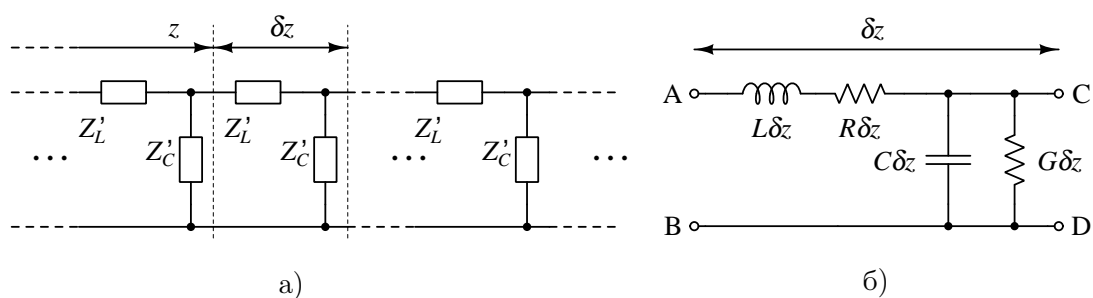 z δz
Z'L Z'C Z'L Z'C Z'L Z'C
... ... ...
а)
δz
A C
Lδz Rδz
Cδz Gδz
B D
б)